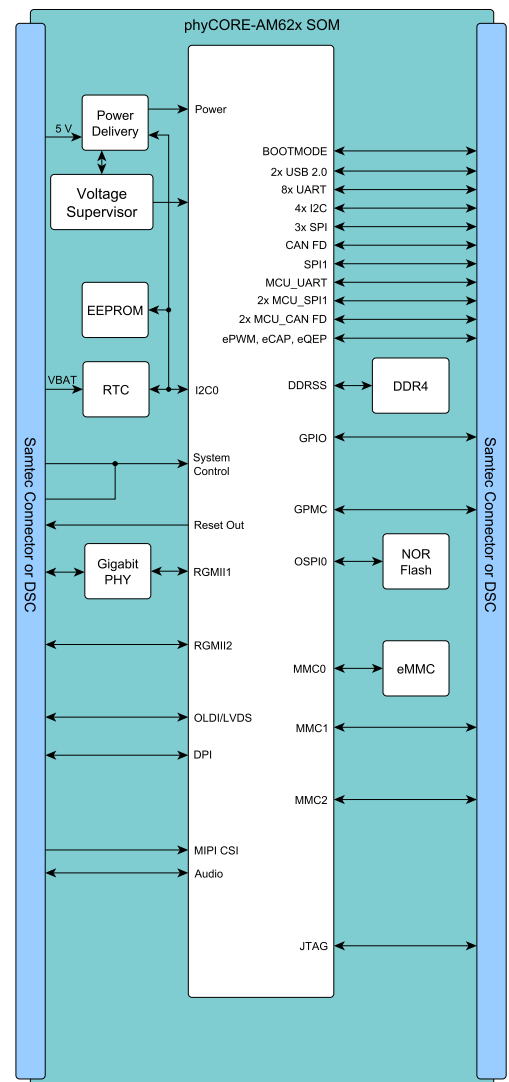 phyCORE-AM62x SOM
Samtec Connector or DSC
5 V
Power
Delivery
Voltage
Supervisor
EEPROM
VBAT
RTC
Gigabit
PHY
Power
I2C0
System
Control
Reset Out
RGMII1
RGMII2
OLDI/LVDS
DPI
MIPI CSI
Audio
BOOTMODE
2x USB 2.0
8x UART
4x I2C
3x SPI
CAN FD
SPI1
MCU_UART
2x MCU_SPI1
2x MCU_CAN FD
ePWM, eCAP, eQEP
DDRSS
GPIO
GPMC
OSPI0
MMC0
MMC1
MMC2
JTAG
DDR4
NOR
Flash
eMMC
Samtec Connector or DSC